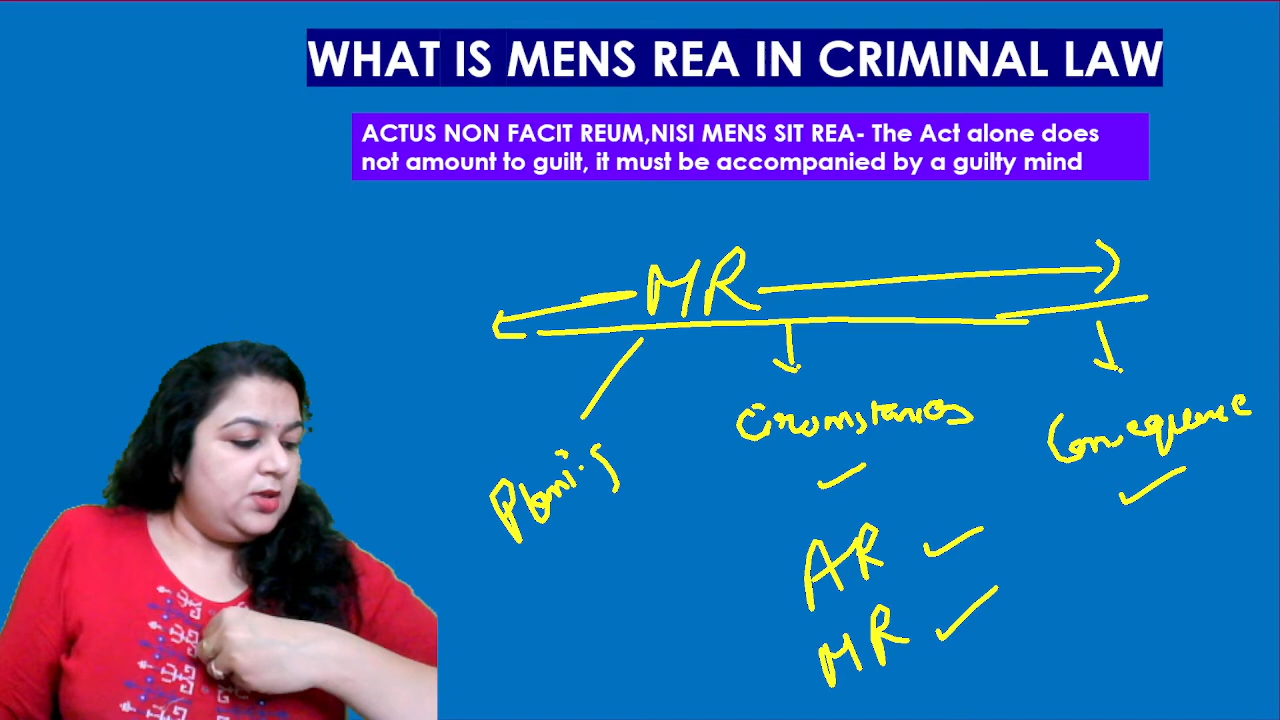 WHAT IS MENS REA IN CRIMINAL LAW
ACTUS NON FACIT REUM,NISI MENS SIT REA- The Act alone does
not amount to guilt, it must be accompanied by a guilty mind
MR
Circumstances
Consequence
AR
MR